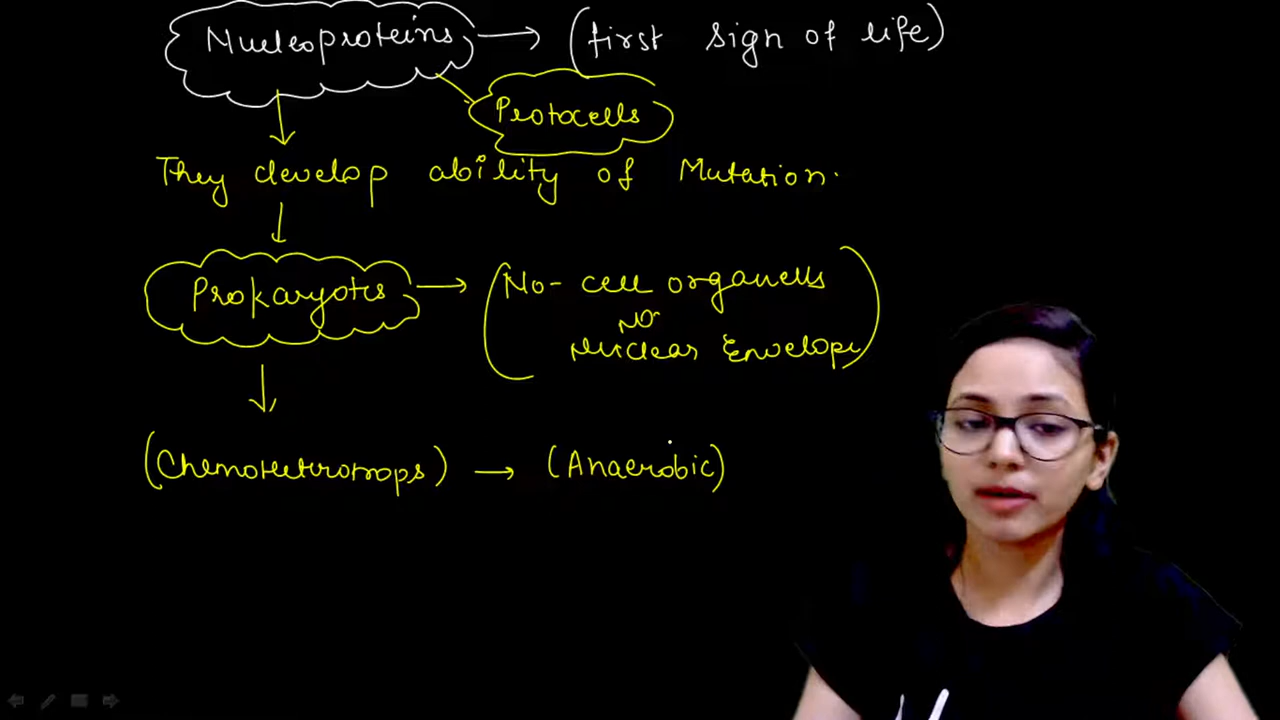 Nucleoproteins → (first sign of life)
Protocells
They develop ability of Mutation.
Prokaryotes → (No- cell organells
No
Nuclear Envelope)
(Chemoheterotrops) → (Anaerobic)